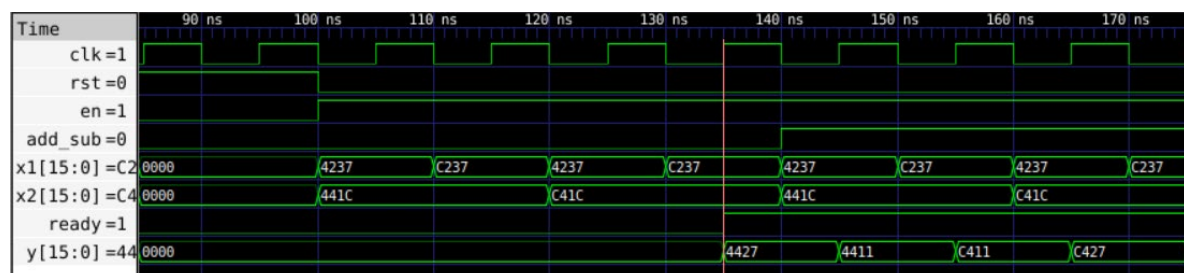 Time 90 ns 100 ns 110 ns 120 ns 130 ns 140 ns 150 ns 160 ns 170 ns
clk =1
rst =0
en =1
add_sub =0
x1[15:0] =C2 0000 4237 C237 4237 C237 4237 C237 4237 C237
x2[15:0] =C4 0000 441C C41C 441C C41C
ready =1
y[15:0] =44 0000 4427 4411 C411 C427